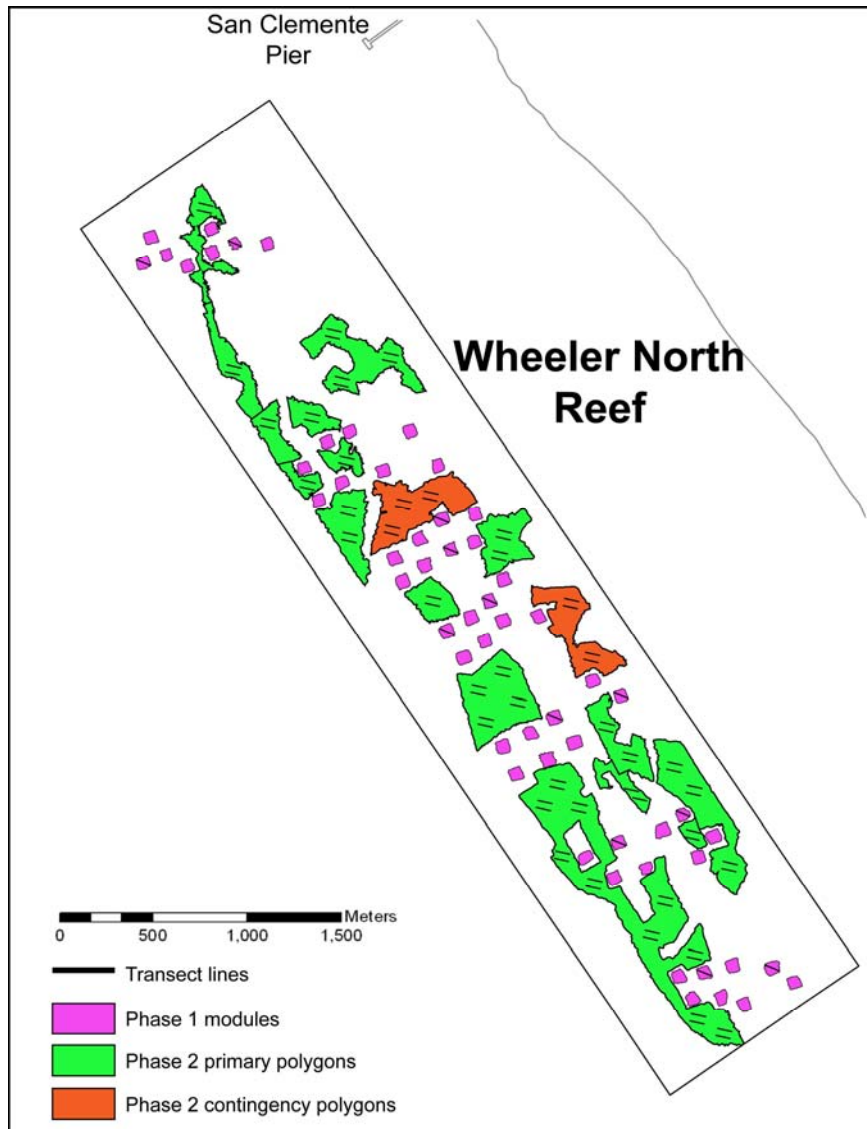 San Clemente
Pier
Wheeler North
Reef
Meters
0 500 1,000 1,500
Transect lines
Phase 1 modules
Phase 2 primary polygons
Phase 2 contingency polygons